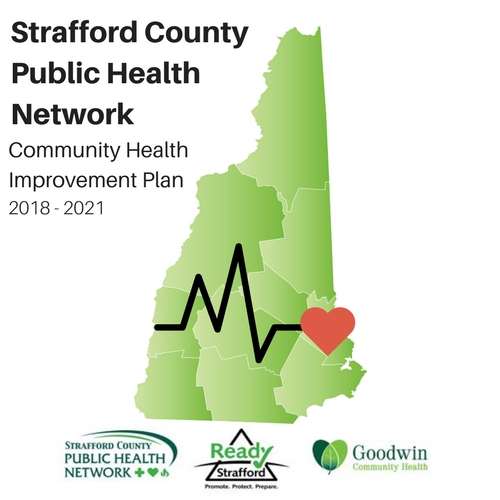 Strafford County
Public Health
Network
Community Health
Improvement Plan
2018 - 2021
STRAFFORD COUNTY
PUBLIC HEALTH
NETWORK
Ready
Strafford
Promote. Protect. Prepare.
Goodwin
Community Health